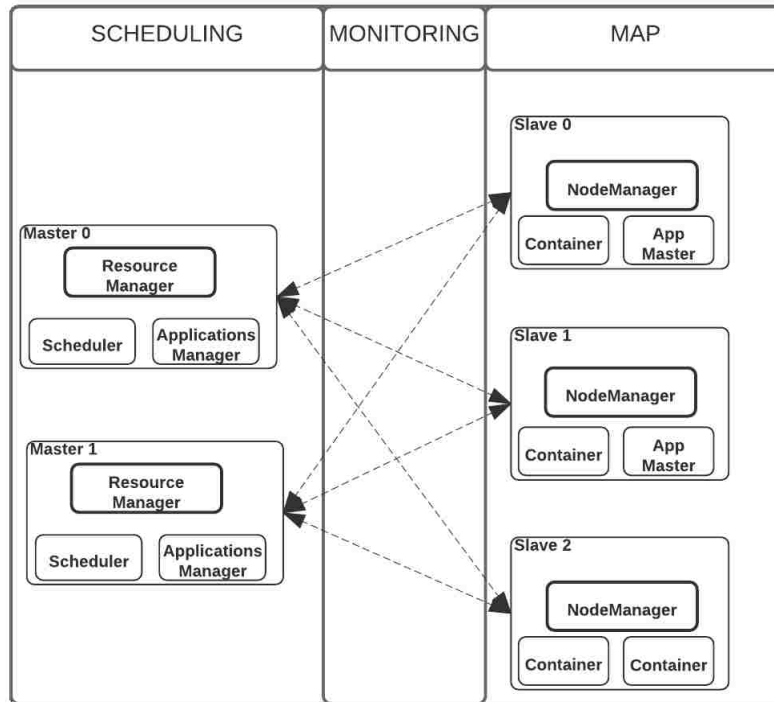 SCHEDULING
MONITORING
MAP
Master 0
Resource
Manager
Scheduler
Applications
Manager
Master 1
Resource
Manager
Scheduler
Applications
Manager
Slave 0
NodeManager
Container
App
Master
Slave 1
NodeManager
Container
App
Master
Slave 2
NodeManager
Container
Container